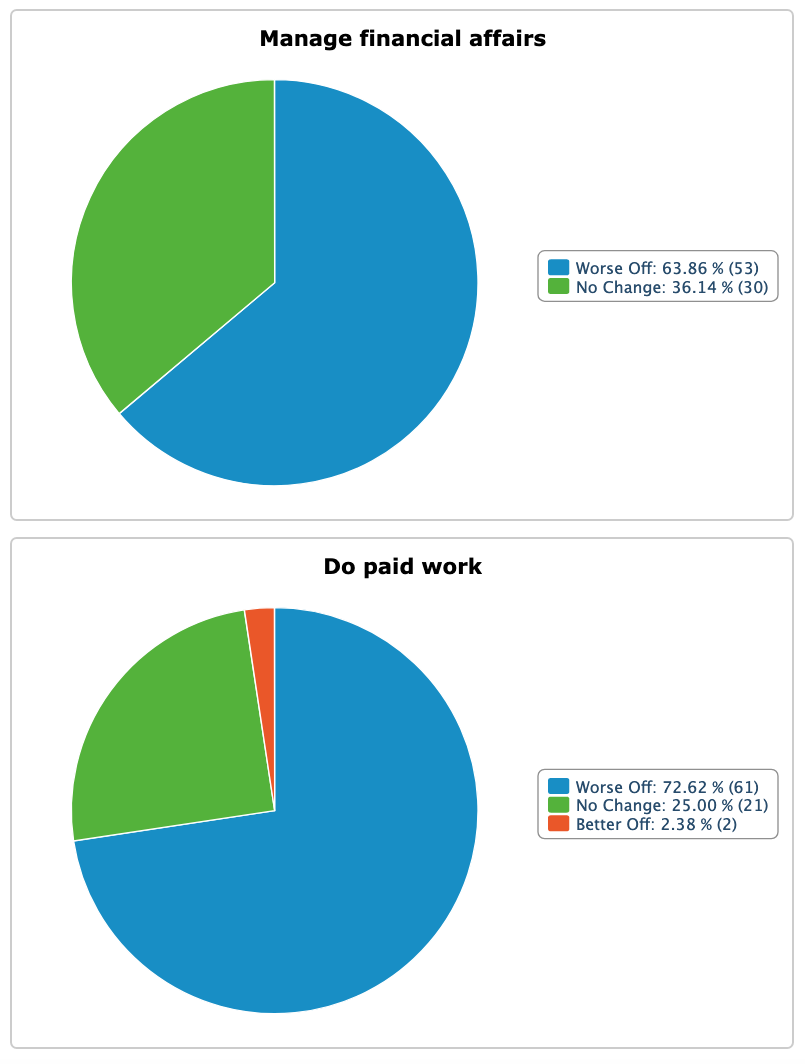 Manage financial affairs
Worse Off: 63.86 % (53)
No Change: 36.14 % (30)
Do paid work
Worse Off: 72.62 % (61)
No Change: 25.00 % (21)
Better Off: 2.38 % (2)